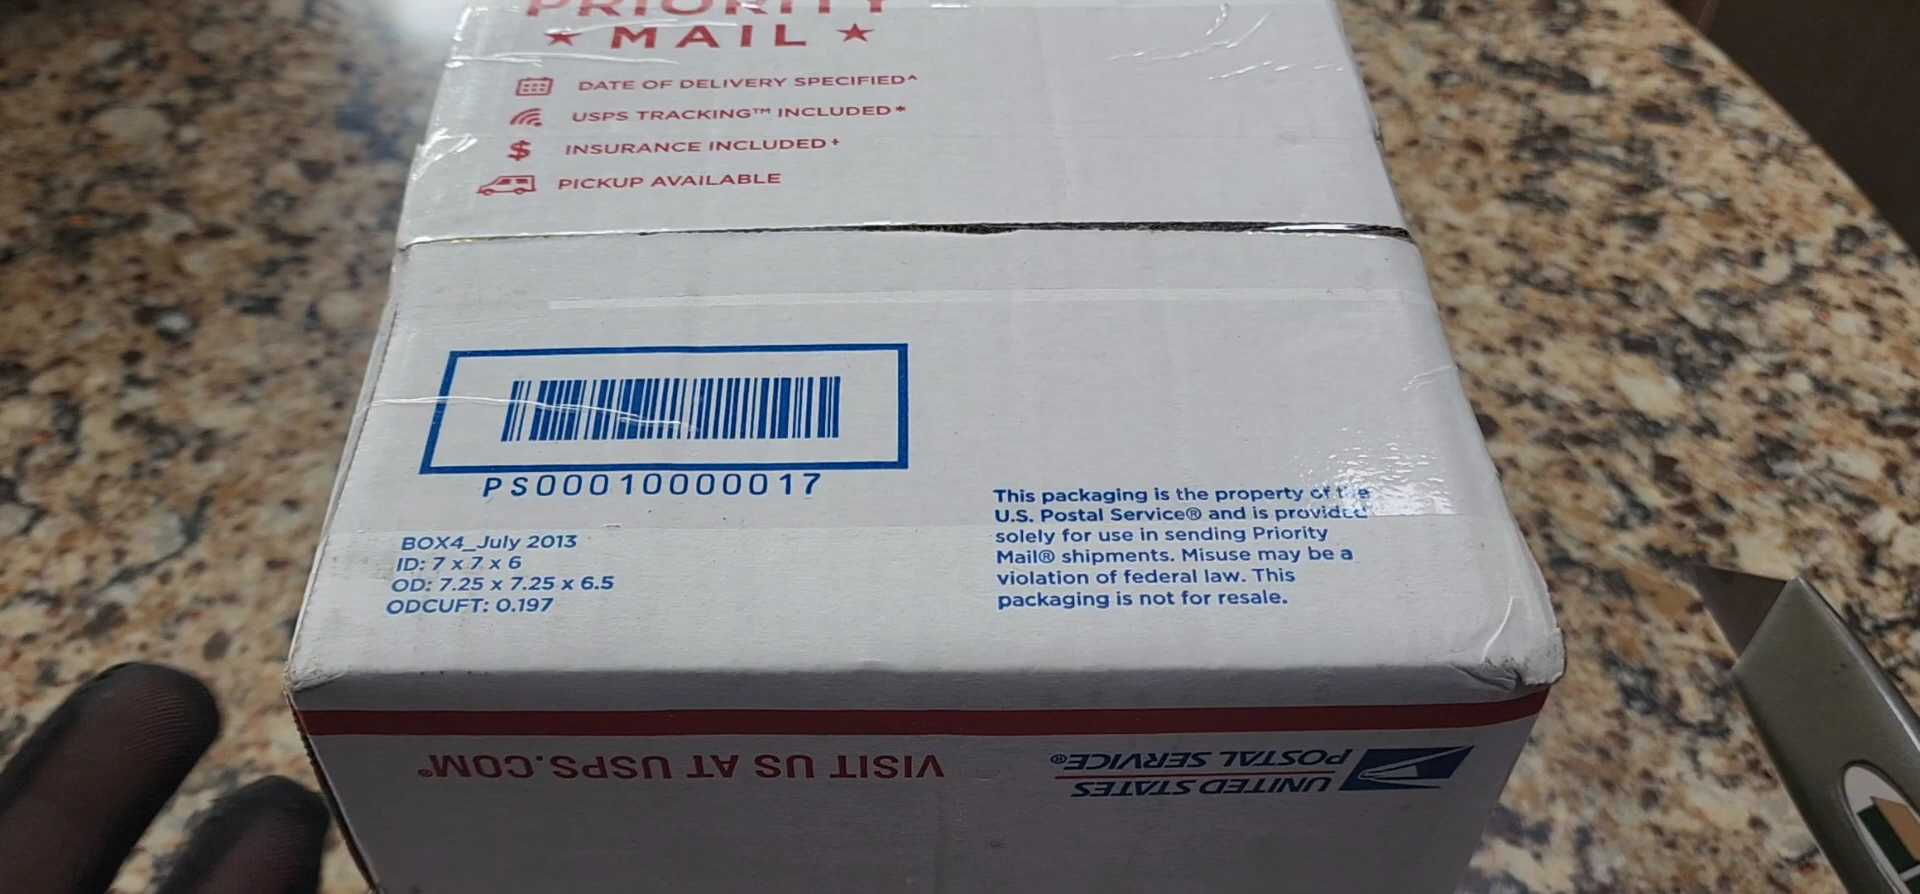 PRIORITY
★ MAIL ★
DATE OF DELIVERY SPECIFIED^
USPS TRACKING™ INCLUDED*
$ INSURANCE INCLUDED+
PICKUP AVAILABLE
PS00010000017
BOX4_July 2013
ID: 7 x 7 x 6
OD: 7.25 x 7.25 x 6.5
ODCUFT: 0.197
This packaging is the property of the
U.S. Postal Service® and is provided
solely for use in sending Priority
Mail® shipments. Misuse may be a
violation of federal law. This
packaging is not for resale.
UNITED STATES
POSTAL SERVICE®
VISIT US AT USPS.COM®